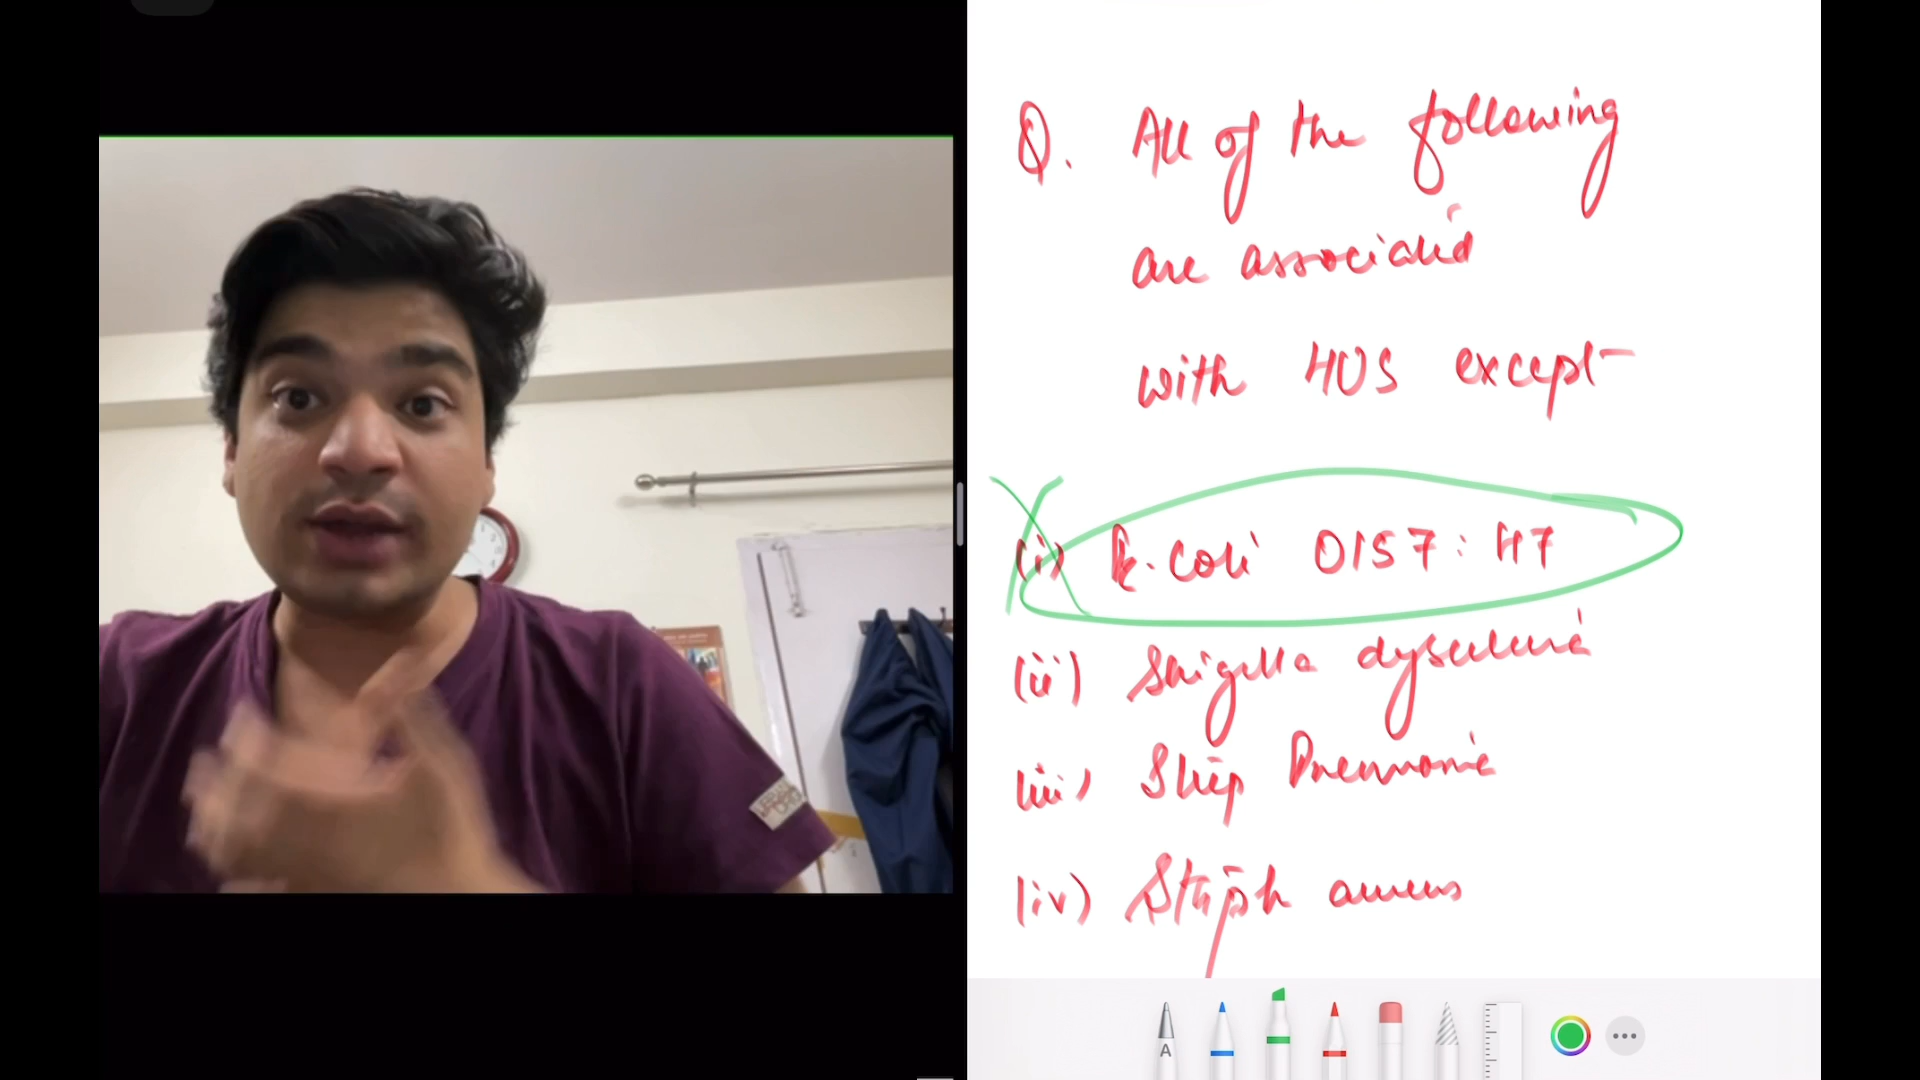 Q. All of the following
are associated
with HUS except-
(i) E. Coli O157: H7
(ii) Shigella dysenteriae
(iii) Strep Pneumoniae
(iv) Staph aureus
A